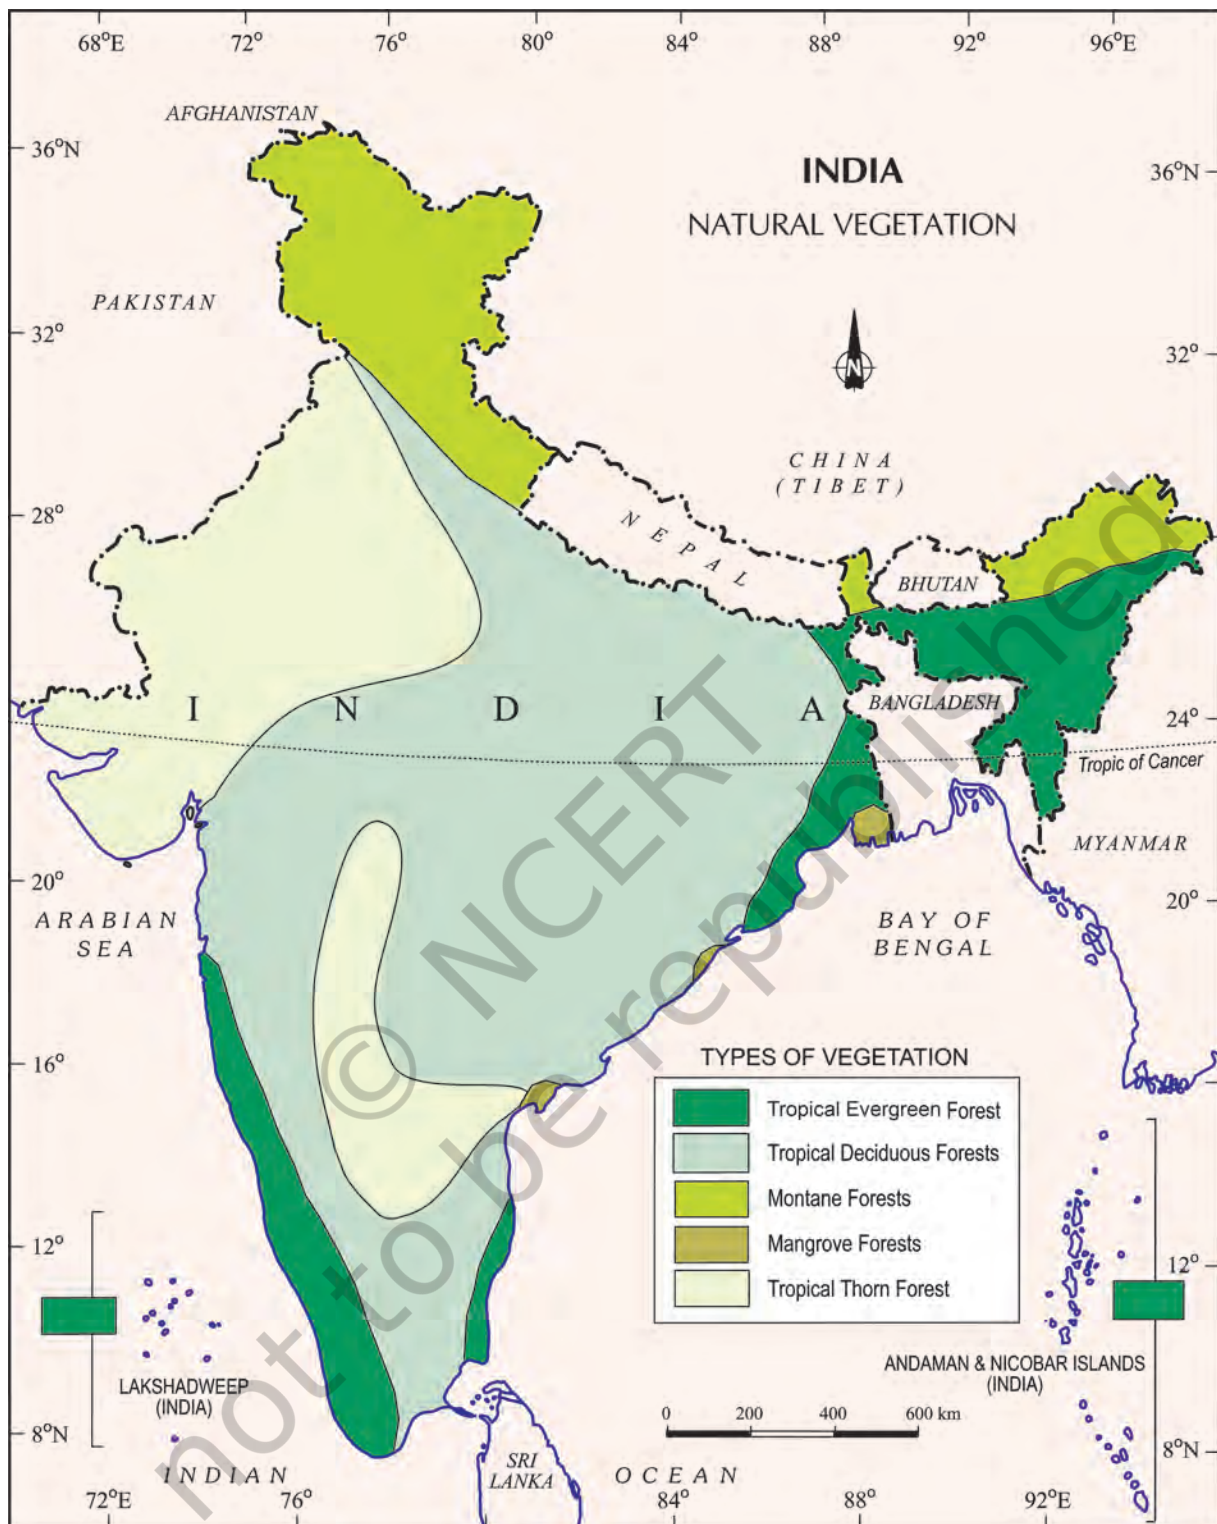 68°E 72° 76° 80° 84° 88° 92° 96°E
AFGHANISTAN
36°N
INDIA
36°N
NATURAL VEGETATION
PAKISTAN
32°
32°
N
CHINA
(TIBET)
28°
NEPAL
BHUTAN
I N D I A
BANGLADESH
24°
Tropic of Cancer
MYANMAR
20°
20°
ARABIAN
SEA
BAY OF
BENGAL
16°
TYPES OF VEGETATION
Tropical Evergreen Forest
Tropical Deciduous Forests
Montane Forests
Mangrove Forests
Tropical Thorn Forest
12°
12°
LAKSHADWEEP
(INDIA)
ANDAMAN & NICOBAR ISLANDS
(INDIA)
0 200 400 600 km
8°N
8°N
SRI
LANKA
INDIAN OCEAN
72°E 76° 84° 88° 92°E
© NCERT
not to be republished